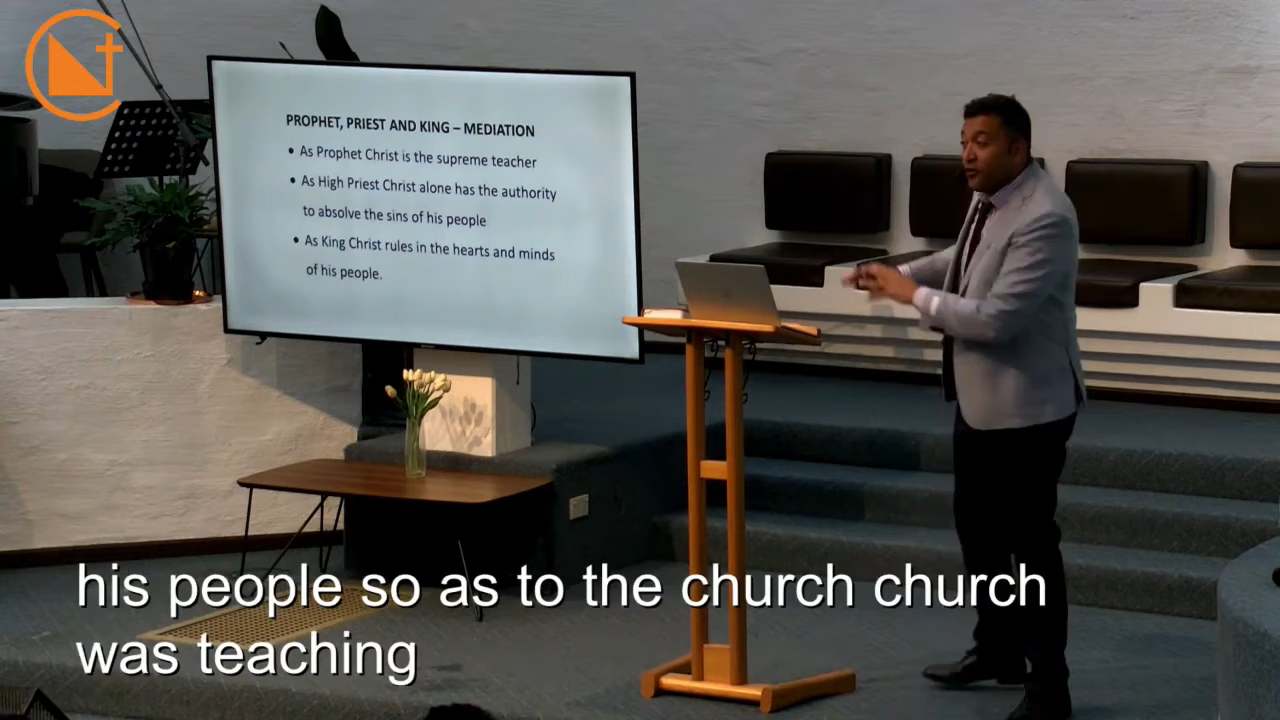 PROPHET, PRIEST AND KING – MEDIATION
• As Prophet Christ is the supreme teacher
• As High Priest Christ alone has the authority
to absolve the sins of his people
• As King Christ rules in the hearts and minds
of his people.
his people so as to the church church
was teaching